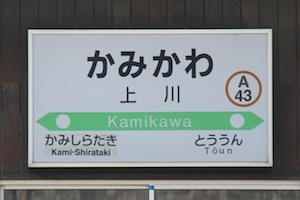 かみかわ
上川
A
43
Kamikawa
かみしらたき
Kami-Shirataki
とううん
Tōun